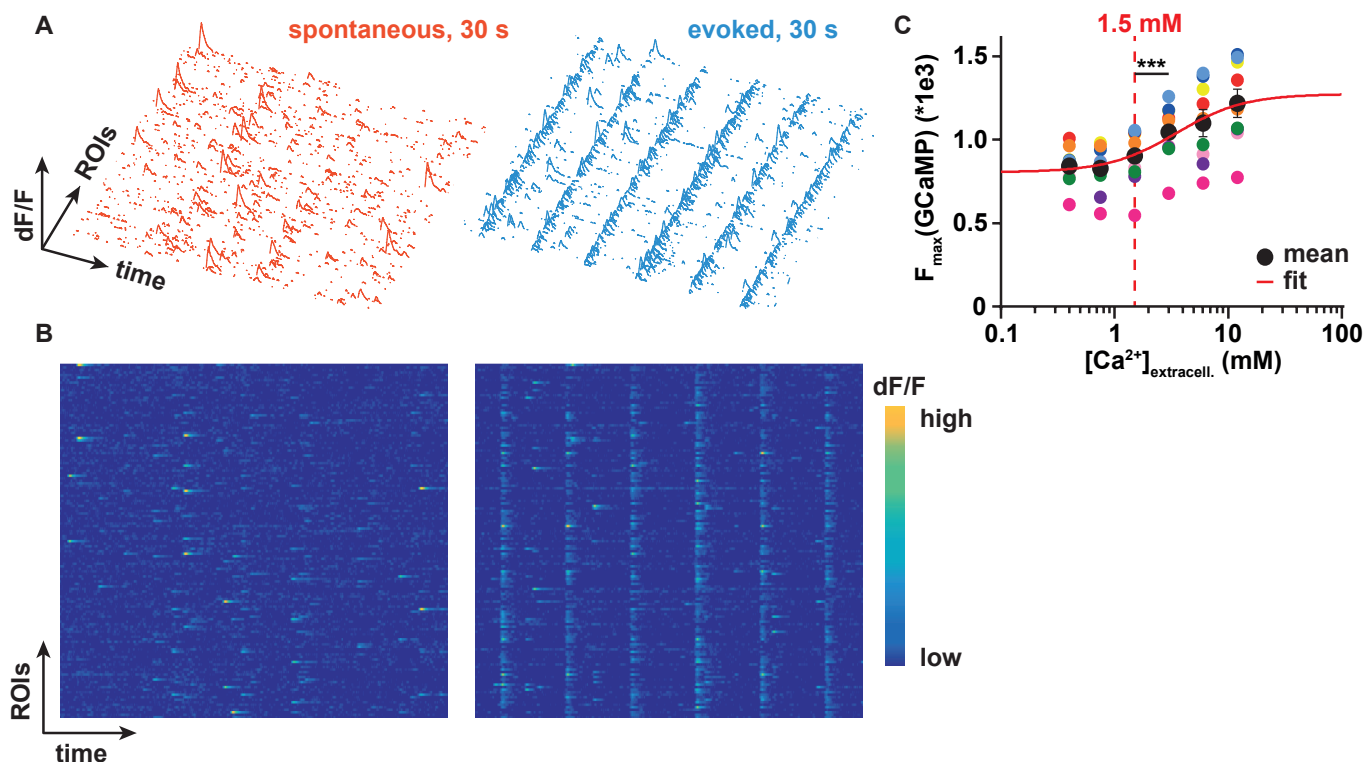 A
spontaneous, 30 s
evoked, 30 s
dF/F
ROIs
time
B
ROIs
time
dF/F
high
low
C
1.5 mM
***
1.5
1.0
0.5
0
F_max(GCaMP) (*1e3)
mean
fit
0.1 1 10 100
[Ca²⁺]extracell. (mM)